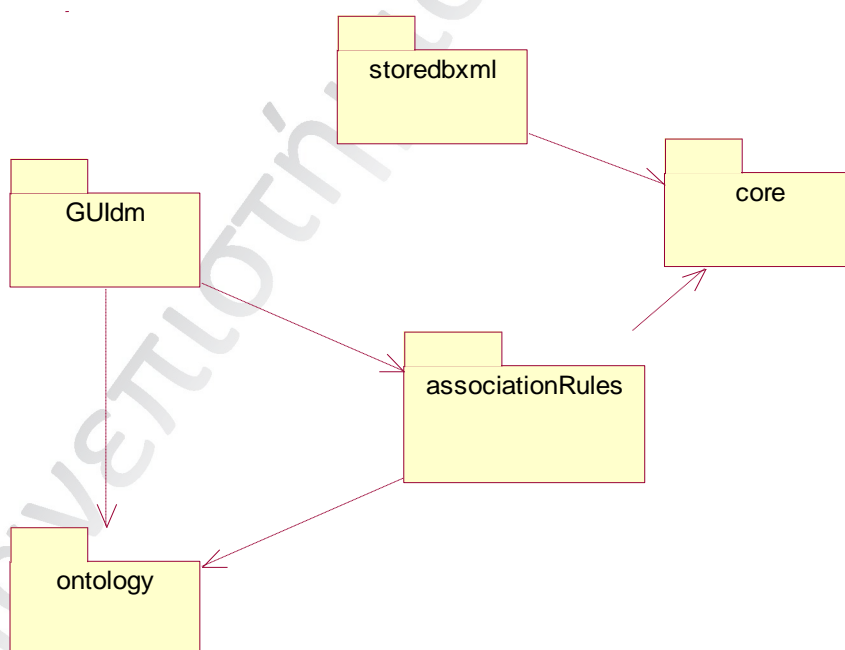 storedbxml
core
GUIdm
associationRules
ontology